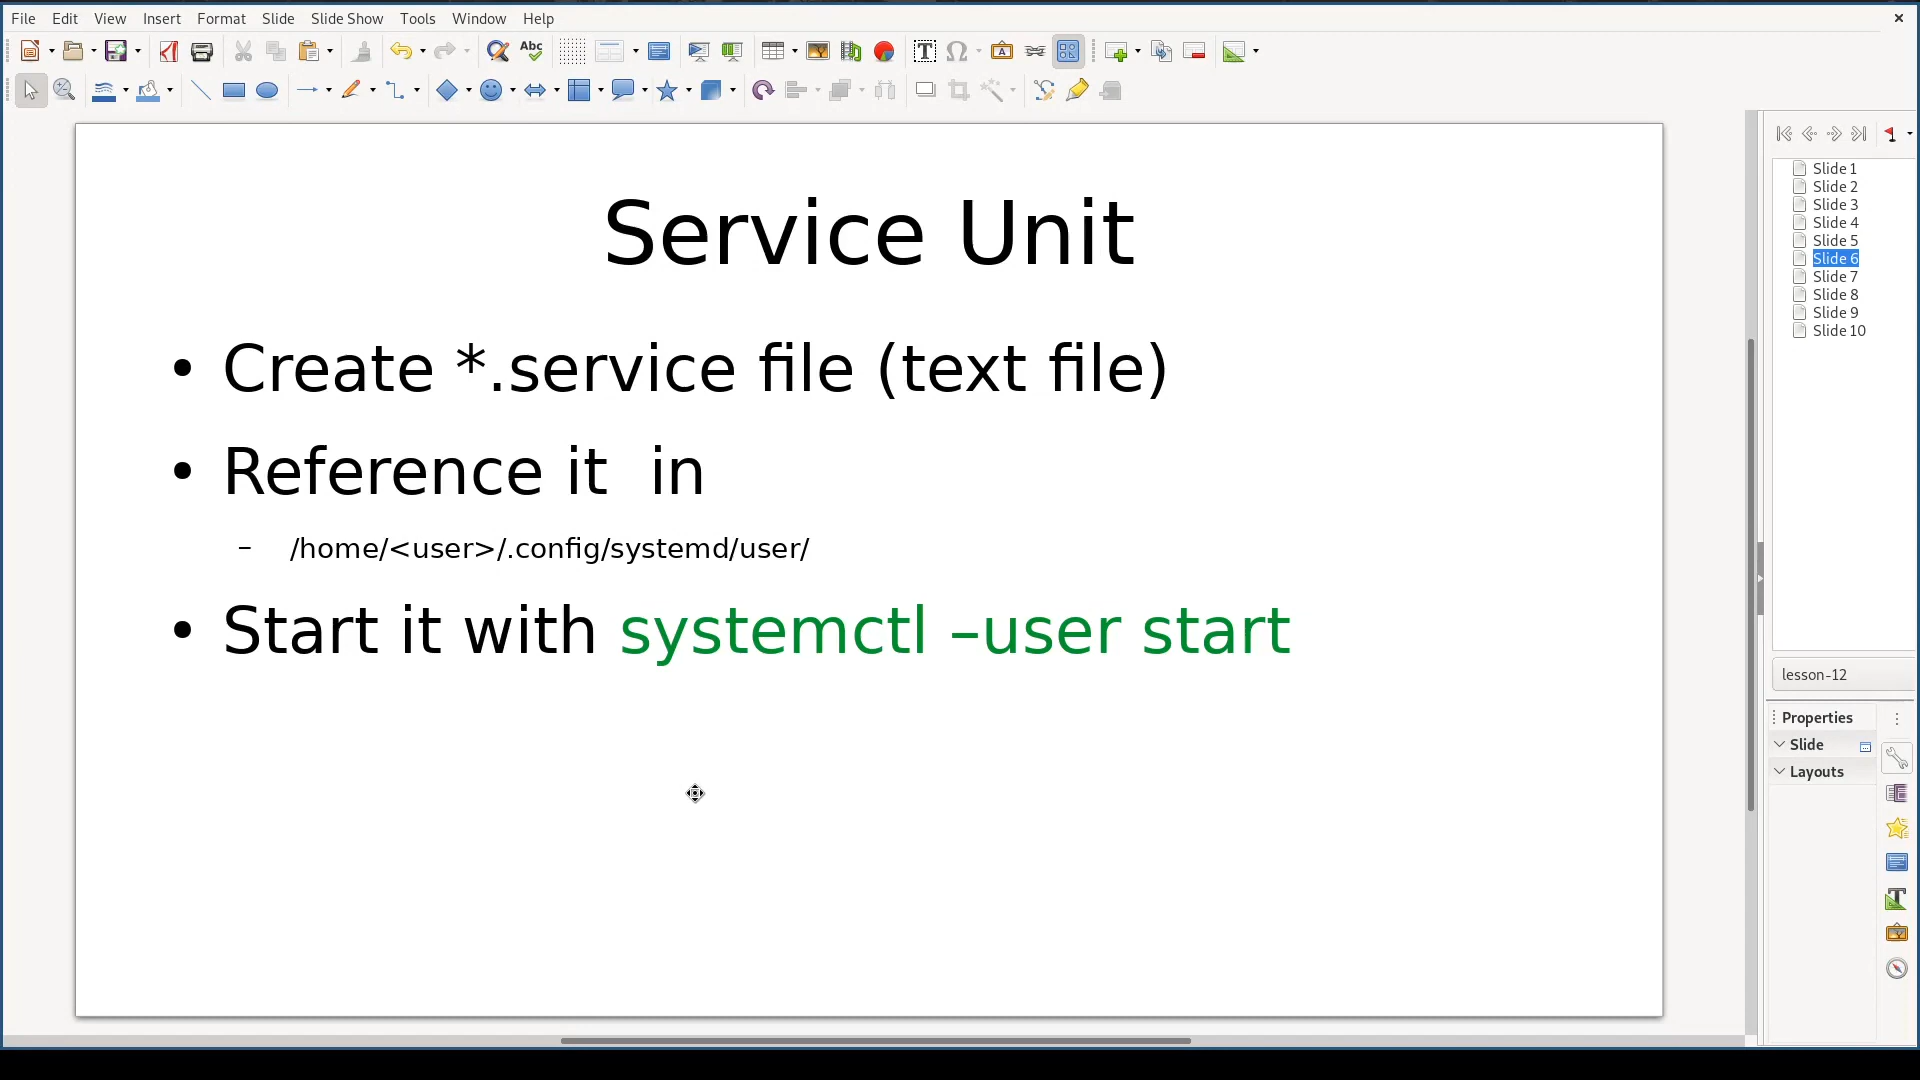 File Edit View Insert Format Slide Slide Show Tools Window Help
Abc
Service Unit
• Create *.service file (text file)
• Reference it  in
– /home/<user>/.config/systemd/user/
• Start it with systemctl –user start
Slide 1
Slide 2
Slide 3
Slide 4
Slide 5
Slide 6
Slide 7
Slide 8
Slide 9
Slide 10
lesson-12
Properties
Slide
Layouts